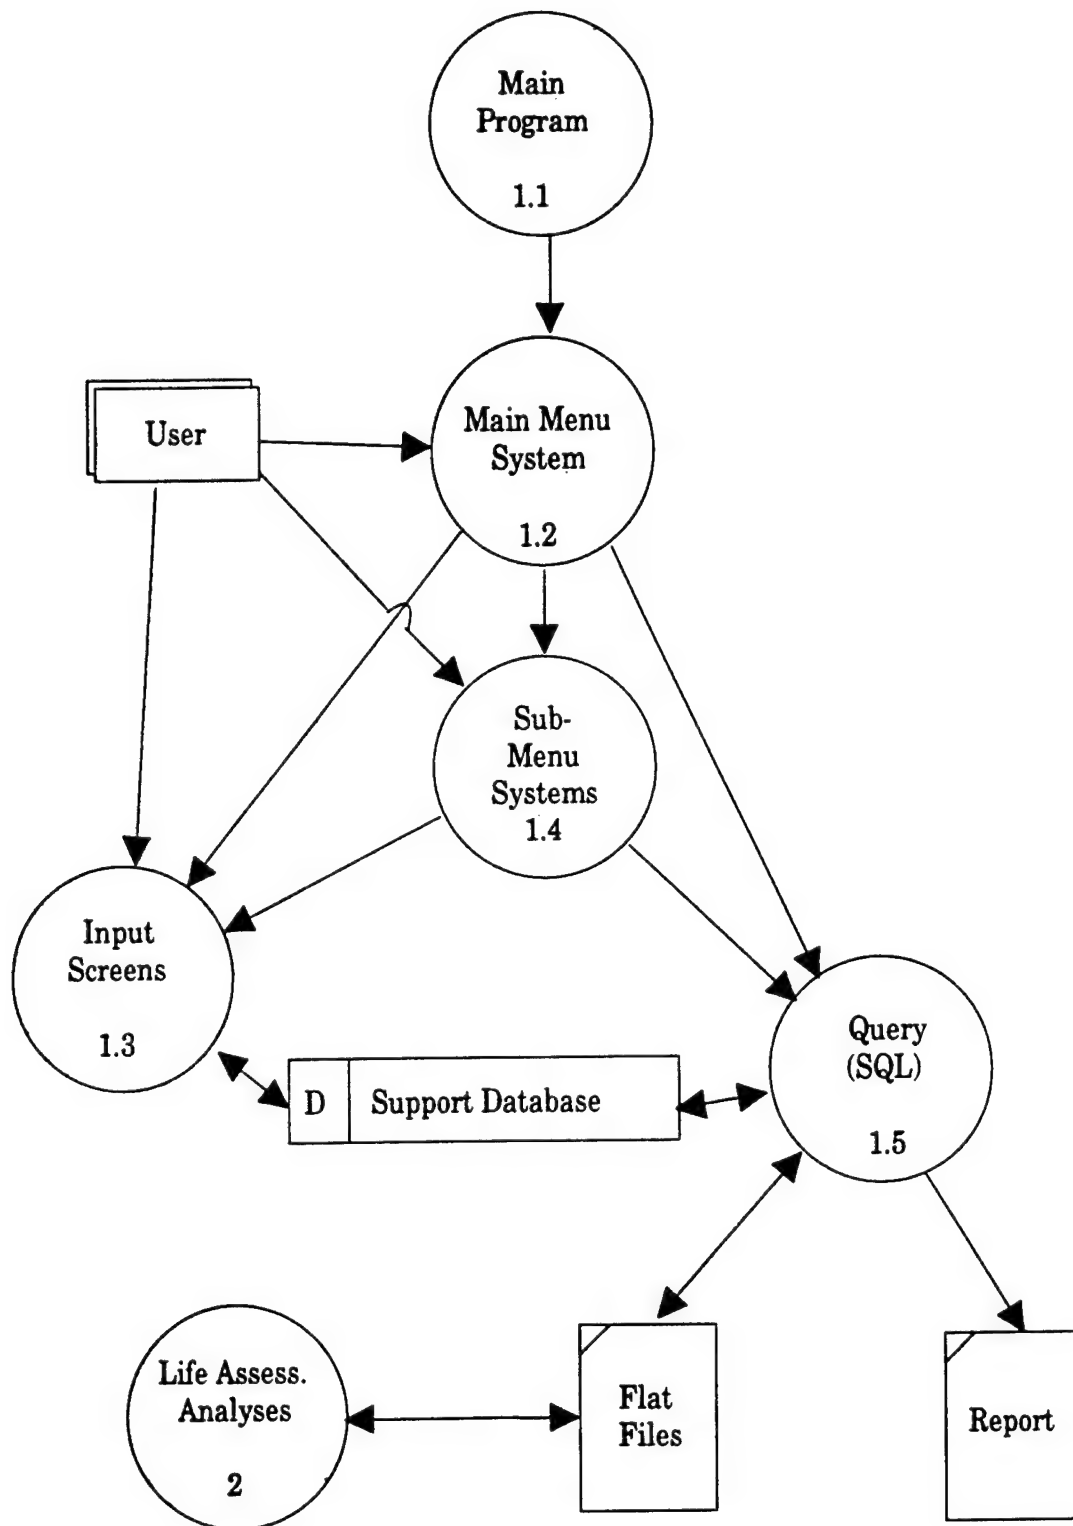 Main
Program
1.1
User
Main Menu
System
1.2
Sub-
Menu
Systems
1.4
Input
Screens
1.3
D
Support Database
Query
(SQL)
1.5
Life Assess.
Analyses
2
Flat
Files
Report